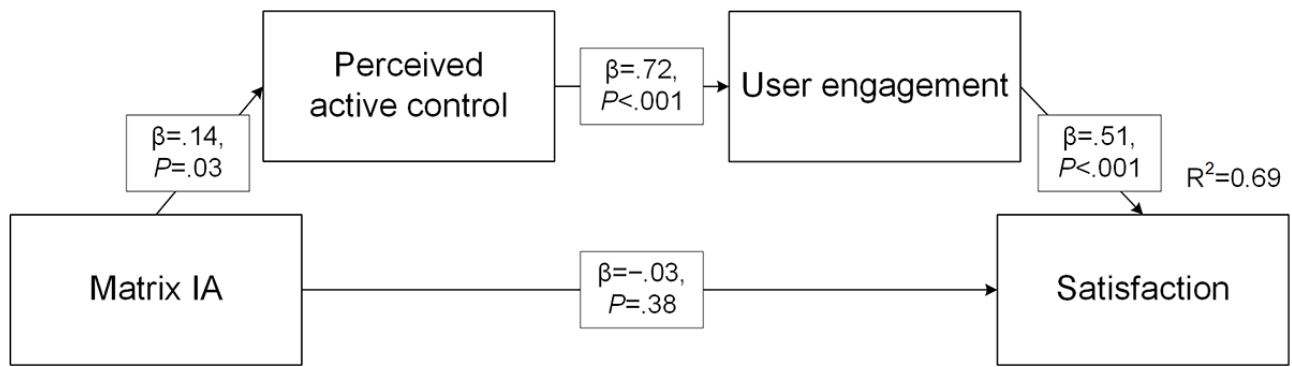 Perceived
active control
β=.72,
P<.001
User engagement
β=.14,
P=.03
β=.51,
P<.001
R²=0.69
Matrix IA
β=−.03,
P=.38
Satisfaction